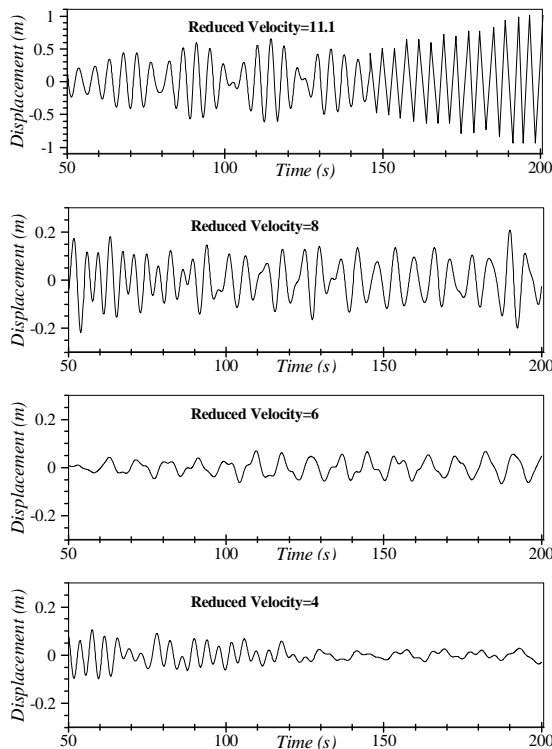 Reduced Velocity=11.1
Displacement (m)
1
0.5
0
-0.5
-1
50 100 150 200
Time (s)
Reduced Velocity=8
Displacement (m)
0.2
0
-0.2
50 100 150 200
Time (s)
Reduced Velocity=6
Displacement (m)
0.2
0
-0.2
50 100 150 200
Time (s)
Reduced Velocity=4
Displacement (m)
0.2
0
-0.2
50 100 150 200
Time (s)